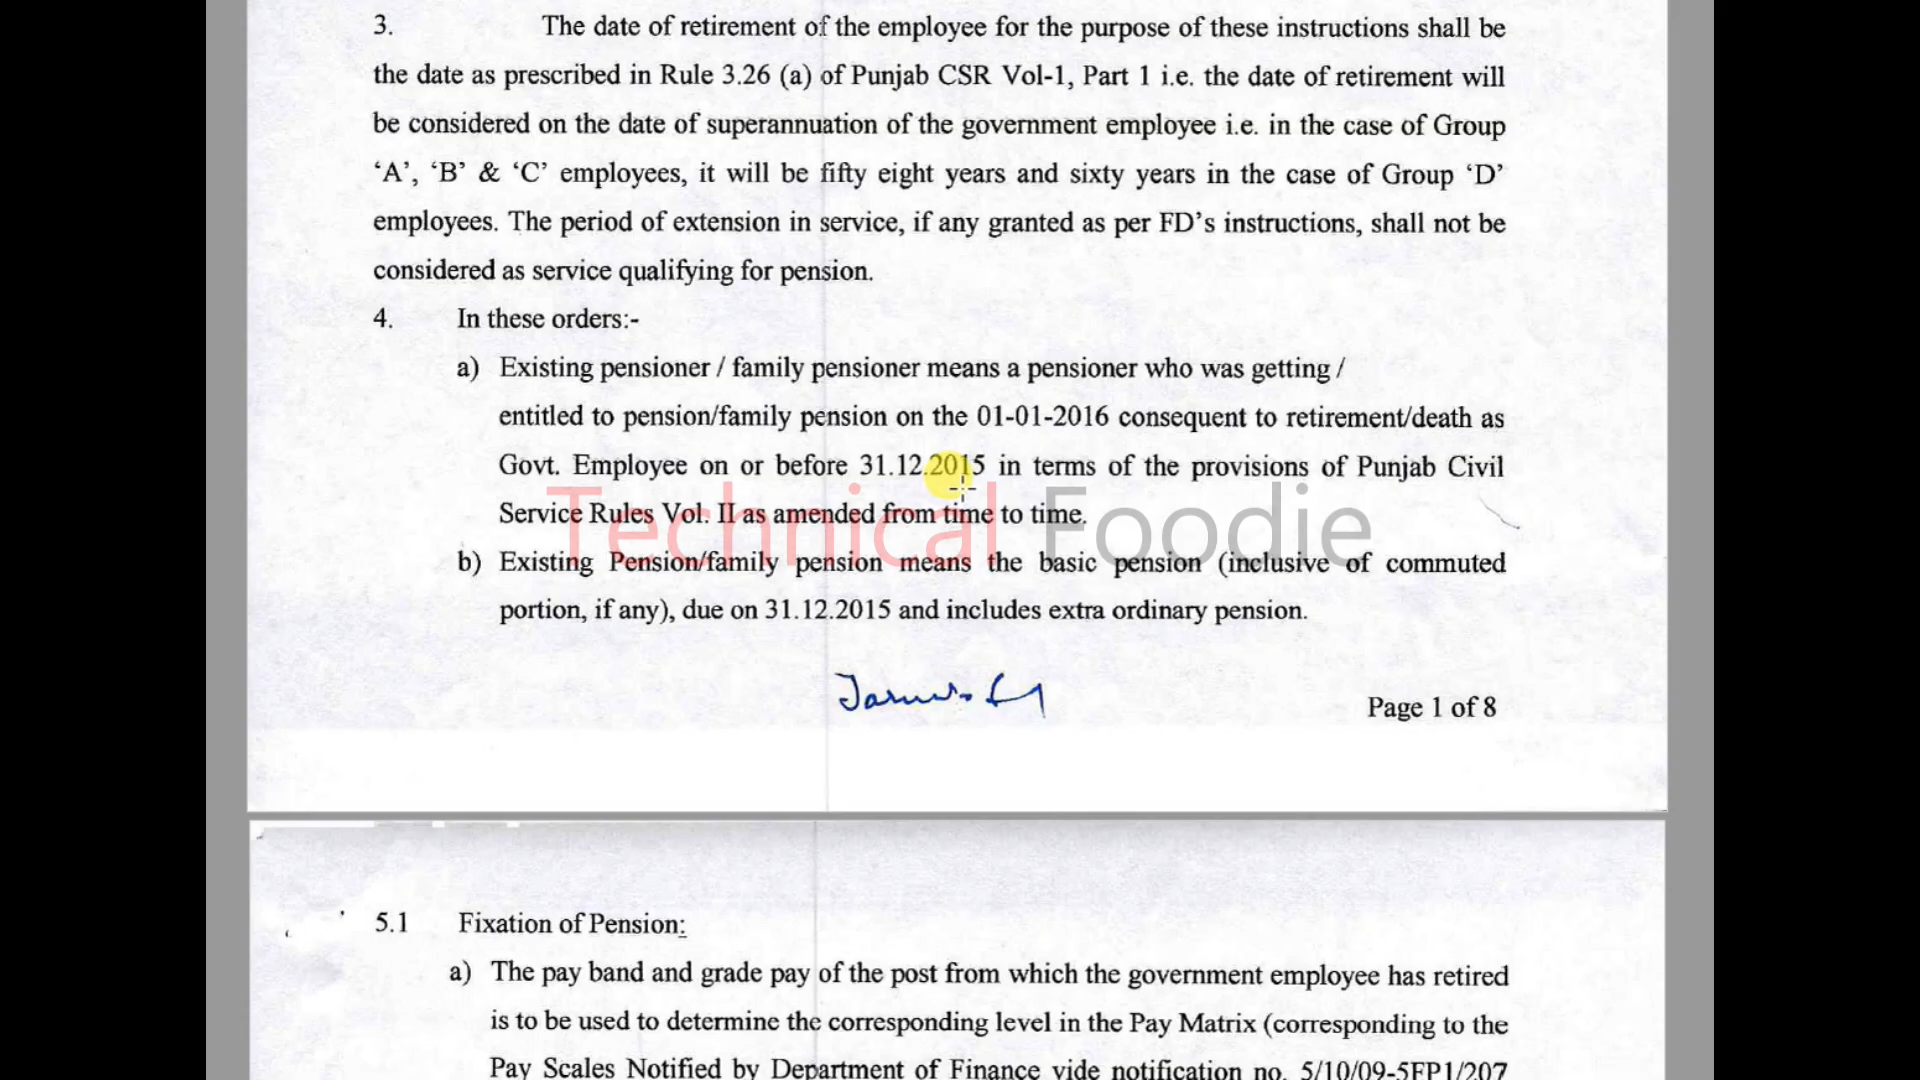 3. The date of retirement of the employee for the purpose of these instructions shall be
the date as prescribed in Rule 3.26 (a) of Punjab CSR Vol-1, Part 1 i.e. the date of retirement will
be considered on the date of superannuation of the government employee i.e. in the case of Group
‘A’, ‘B’ & ‘C’ employees, it will be fifty eight years and sixty years in the case of Group ‘D’
employees. The period of extension in service, if any granted as per FD’s instructions, shall not be
considered as service qualifying for pension.
4. In these orders:-
a) Existing pensioner / family pensioner means a pensioner who was getting /
entitled to pension/family pension on the 01-01-2016 consequent to retirement/death as
Govt. Employee on or before 31.12.2015 in terms of the provisions of Punjab Civil
Service Rules Vol. II as amended from time to time.
Technical Foodie
b) Existing Pension/family pension means the basic pension (inclusive of commuted
portion, if any), due on 31.12.2015 and includes extra ordinary pension.
Page 1 of 8
5.1 Fixation of Pension:
a) The pay band and grade pay of the post from which the government employee has retired
is to be used to determine the corresponding level in the Pay Matrix (corresponding to the
Pay Scales Notified by Department of Finance vide notification no. 5/10/09-5FP1/207